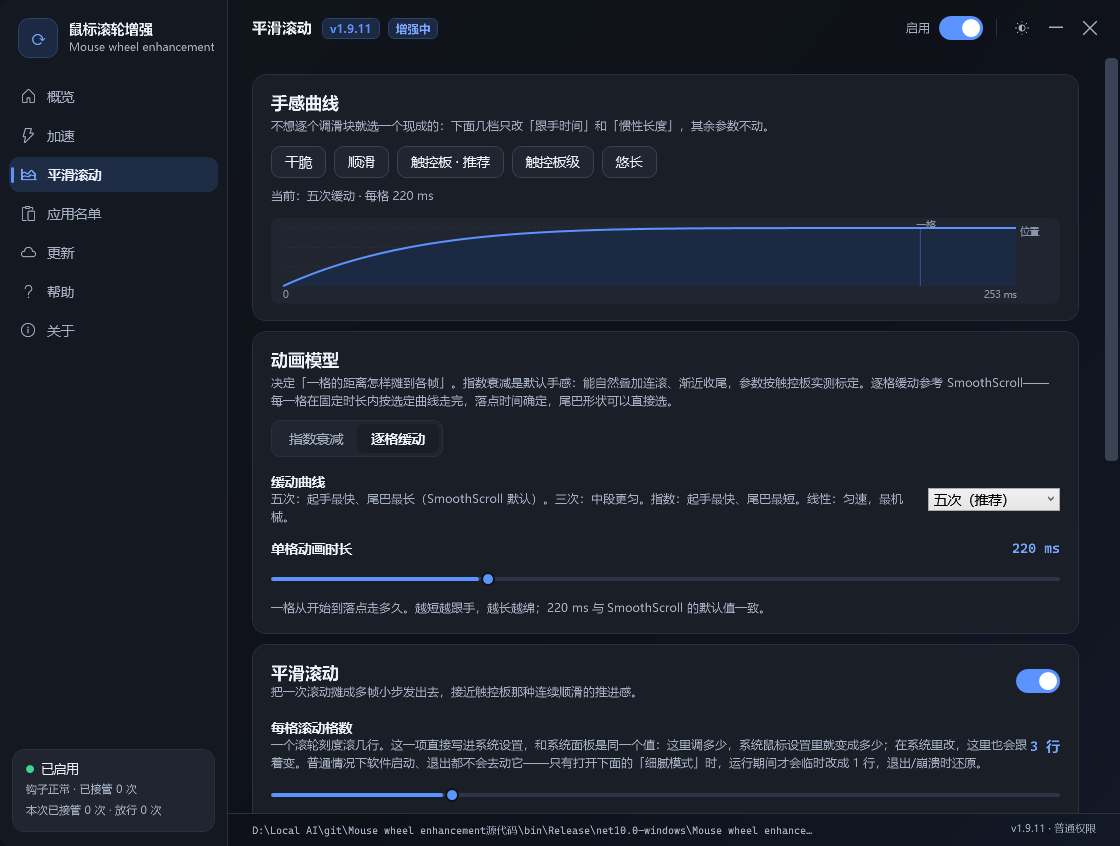 鼠标滚轮增强
Mouse wheel enhancement
概览
加速
平滑滚动
应用名单
更新
帮助
关于
已启用
钩子正常 · 已接管 0 次
本次已接管 0 次 · 放行 0 次
平滑滚动 v1.9.11 增强中
启用
手感曲线
不想逐个调滑块就选一个现成的：下面几档只改「跟手时间」和「惯性长度」，其余参数不动。
干脆 顺滑 触控板 · 推荐 触控板级 悠长
当前：五次缓动 · 每格 220 ms
一格
位置
0
253 ms
动画模型
决定「一格的距离怎样摊到各帧」。指数衰减是默认手感：能自然叠加连滚、渐近收尾，参数按触控板实测标定。逐格缓动参考 SmoothScroll——
每一格在固定时长内按选定曲线走完，落点时间确定，尾巴形状可以直接选。
指数衰减 逐格缓动
缓动曲线
五次：起手最快、尾巴最长（SmoothScroll 默认）。三次：中段更匀。指数：起手最快、尾巴最短。线性：匀速，最机
械。
五次（推荐）
单格动画时长
220 ms
一格从开始到落点走多久。越短越跟手，越长越绵；220 ms 与 SmoothScroll 的默认值一致。
平滑滚动
把一次滚动摊成多帧小步发出去，接近触控板那种连续顺滑的推进感。
每格滚动格数
一个滚轮刻度滚几行。这一项直接写进系统设置，和系统面板是同一个值：这里调多少，系统鼠标设置里就变成多少；在系统里改，这里也会跟
着变。普通情况下软件启动、退出都不会去动它——只有打开下面的「细腻模式」时，运行期间才会临时改成 1 行，退出/崩溃时还原。
3 行
D:\Local AI\git\Mouse wheel enhancement源代码\bin\Release\net10.0-windows\Mouse wheel enhance…
v1.9.11 · 普通权限